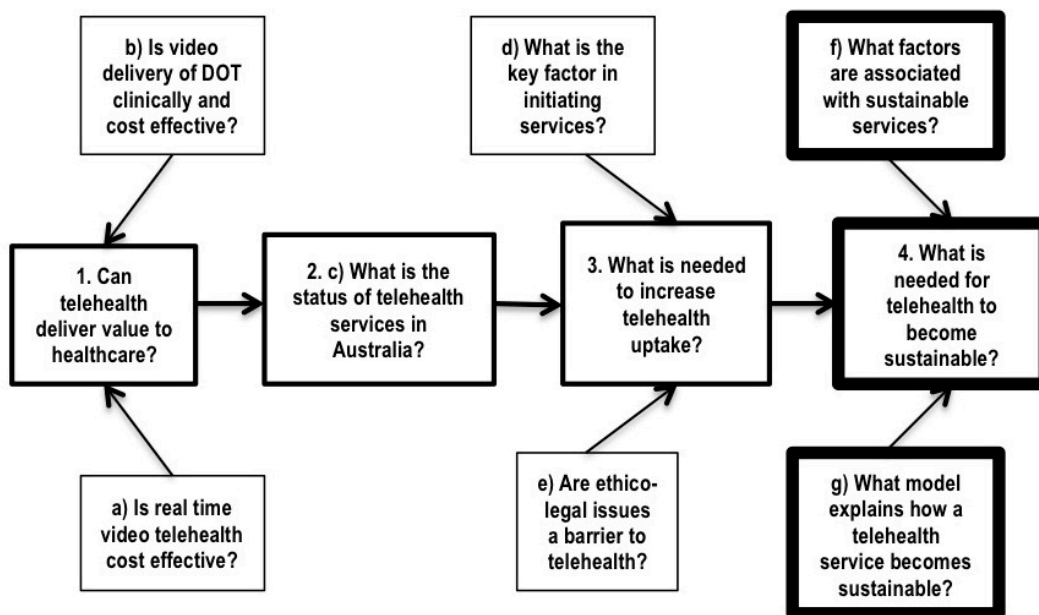 b) Is video
delivery of DOT
clinically and
cost effective?
d) What is the
key factor in
initiating
services?
f) What factors
are associated
with sustainable
services?
1. Can
telehealth
deliver value to
healthcare?
2. c) What is the
status of telehealth
services in
Australia?
3. What is needed
to increase
telehealth
uptake?
4. What is
needed for
telehealth to
become
sustainable?
a) Is real time
video telehealth
cost effective?
e) Are ethico-
legal issues
a barrier to
telehealth?
g) What model
explains how a
telehealth
service becomes
sustainable?